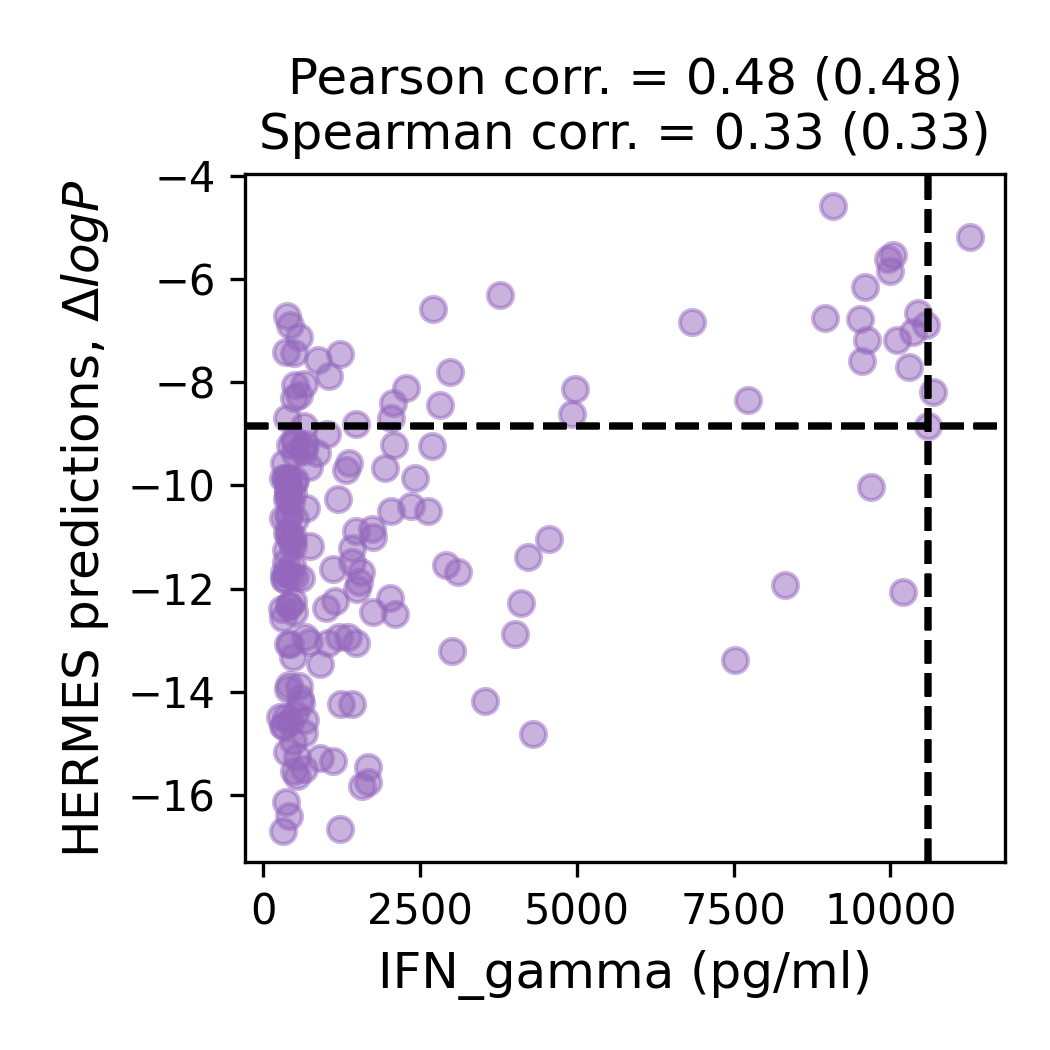 Pearson corr. = 0.48 (0.48)
Spearman corr. = 0.33 (0.33)
HERMES predictions, ΔlogP
−4
−6
−8
−10
−12
−14
−16
0 2500 5000 7500 10000
IFN_gamma (pg/ml)